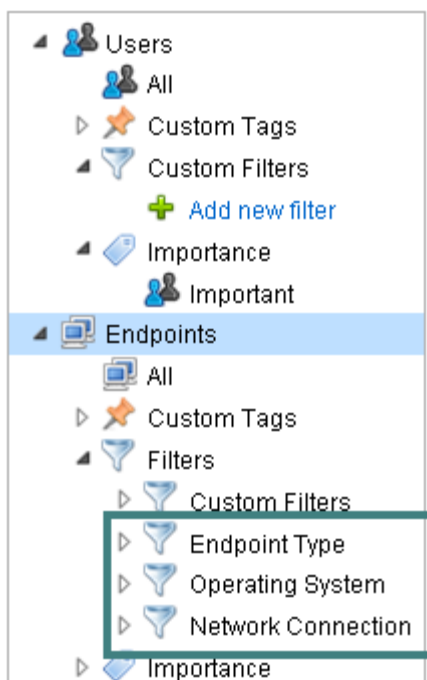 Users
All
Custom Tags
Custom Filters
Add new filter
Importance
Important
Endpoints
All
Custom Tags
Filters
Custom Filters
Endpoint Type
Operating System
Network Connection
Importance